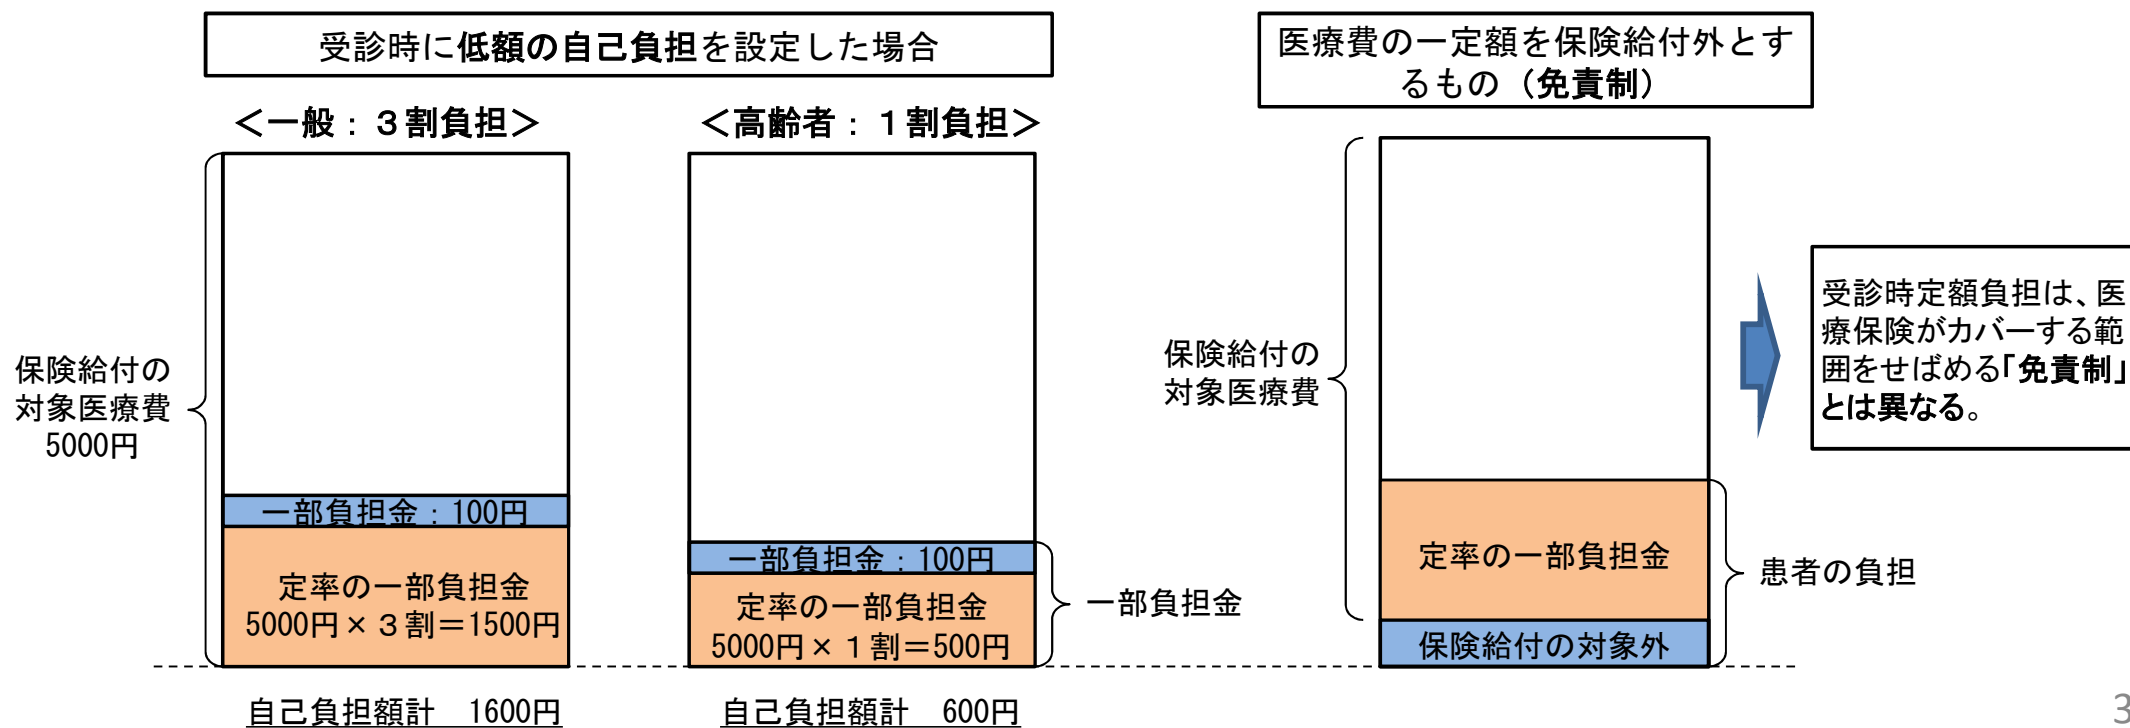 受診時に低額の自己負担を設定した場合
＜一般：３割負担＞
＜高齢者：１割負担＞
保険給付の
対象医療費
5000円
一部負担金：100円
定率の一部負担金
5000円×３割＝1500円
自己負担額計　1600円
一部負担金：100円
定率の一部負担金
5000円×１割＝500円
一部負担金
自己負担額計　600円
医療費の一定額を保険給付外とす
るもの（免責制）
保険給付の
対象医療費
定率の一部負担金
保険給付の対象外
患者の負担
受診時定額負担は、医
療保険がカバーする範
囲をせばめる「免責制」
とは異なる。
3